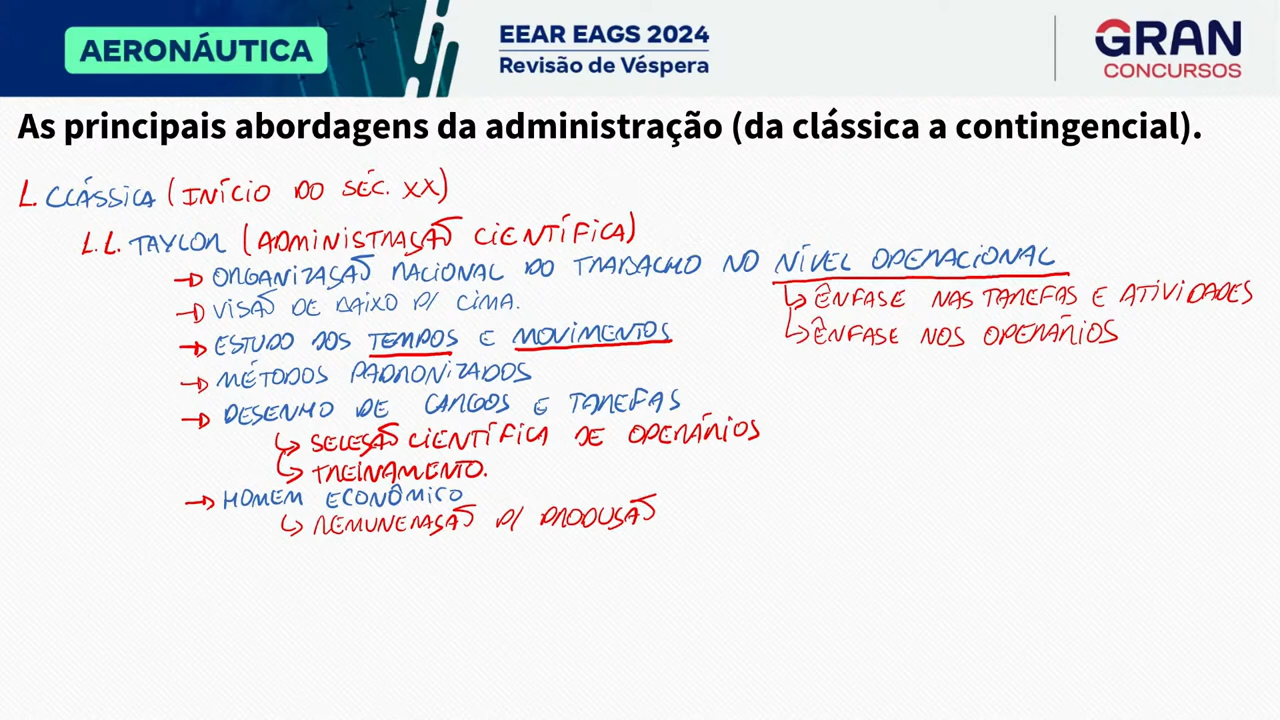 AERONÁUTICA
EEAR EAGS 2024
Revisão de Véspera
GRAN
CONCURSOS
As principais abordagens da administração (da clássica a contingencial).
1. CLÁSSICA (INÍCIO DO SÉC. XX)
1.1. TAYLOR (ADMINISTRAÇÃO CIENTÍFICA)
→ ORGANIZAÇÃO RACIONAL DO TRABALHO NO NÍVEL OPERACIONAL
↳ ÊNFASE NAS TAREFAS E ATIVIDADES
↳ ÊNFASE NOS OPERÁRIOS
→ VISÃO DE BAIXO P/ CIMA.
→ ESTUDO DOS TEMPOS E MOVIMENTOS
→ MÉTODOS PADRONIZADOS
→ DESENHO DE CARGOS E TAREFAS
↳ SELEÇÃO CIENTÍFICA DE OPERÁRIOS
↳ TREINAMENTO.
→ HOMEM ECONÔMICO
↳ REMUNERAÇÃO P/ PRODUÇÃO